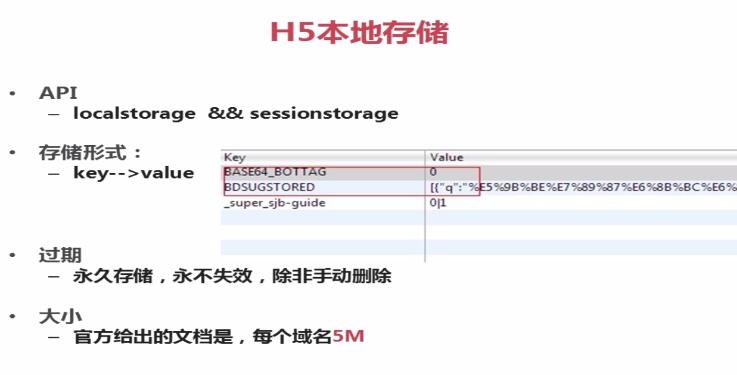 H5本地存储
• API
– localstorage && sessionstorage
• 存储形式：
– key-->value
Key Value
BASE64_BOTTAG 0
BDSUGSTORED [{"q":"%E5%9B%BE%E7%89%87%E6%8B%BC%E6%
_super_sjb-guide 0|1
• 过期
– 永久存储，永不失效，除非手动删除
• 大小
– 官方给出的文档是，每个域名5M